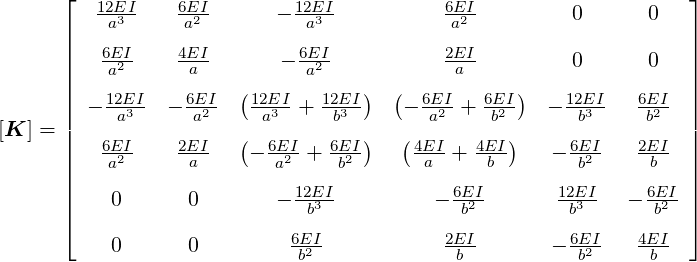 [K] = [
12EI/a³ 6EI/a² −12EI/a³ 6EI/a² 0 0
6EI/a² 4EI/a −6EI/a² 2EI/a 0 0
−12EI/a³ −6EI/a² (12EI/a³ + 12EI/b³) (−6EI/a² + 6EI/b²) −12EI/b³ 6EI/b²
6EI/a² 2EI/a (−6EI/a² + 6EI/b²) (4EI/a + 4EI/b) −6EI/b² 2EI/b
0 0 −12EI/b³ −6EI/b² 12EI/b³ −6EI/b²
0 0 6EI/b² 2EI/b −6EI/b² 4EI/b
]